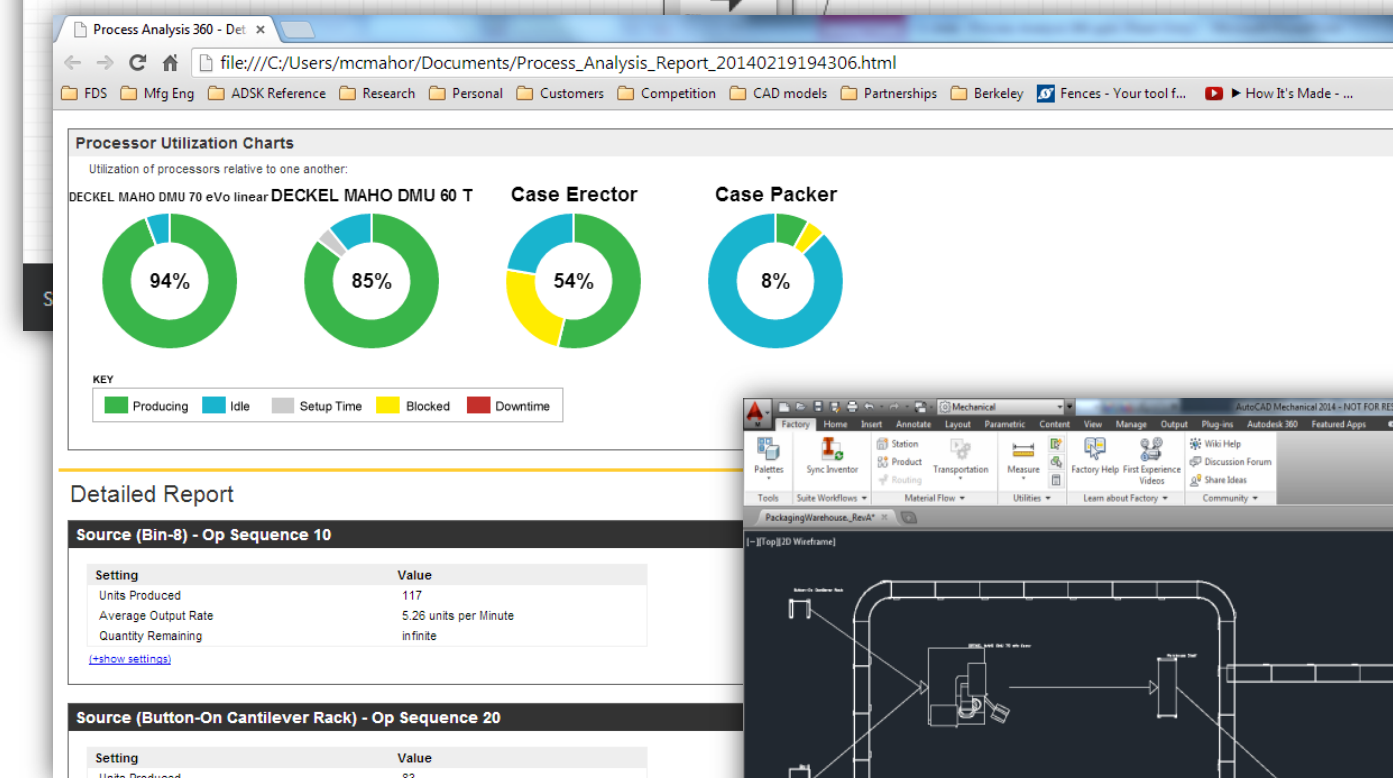 Process Analysis 360 - Det
file:///C:/Users/mcmahor/Documents/Process_Analysis_Report_20140219194306.html
FDS Mfg Eng ADSK Reference Research Personal Customers Competition CAD models Partnerships Berkeley Fences - Your tool f... ► How It's Made - ...
Processor Utilization Charts
Utilization of processors relative to one another:
DECKEL MAHO DMU 70 eVo linear DECKEL MAHO DMU 60 T Case Erector Case Packer
94% 85% 54% 8%
KEY
Producing Idle Setup Time Blocked Downtime
Detailed Report
Source (Bin-8) - Op Sequence 10
Setting Value
Units Produced 117
Average Output Rate 5.26 units per Minute
Quantity Remaining infinite
(+show settings)
Source (Button-On Cantilever Rack) - Op Sequence 20
Setting Value
Units Produced 83
S
Mechanical AutoCAD Mechanical 2014 - NOT FOR RES
Factory Home Insert Annotate Layout Parametric Content View Manage Output Plug-ins Autodesk 360 Featured Apps
Station Wiki Help
Product Discussion Forum
Routing Share Ideas
Palettes Sync Inventor Transportation Measure Factory Help First Experience Videos
Tools Suite Workflows Material Flow Utilities Learn about Factory Community
PackagingWarehouse._RevA*
[−][Top][2D Wireframe]
Button-On Cantilever Rack